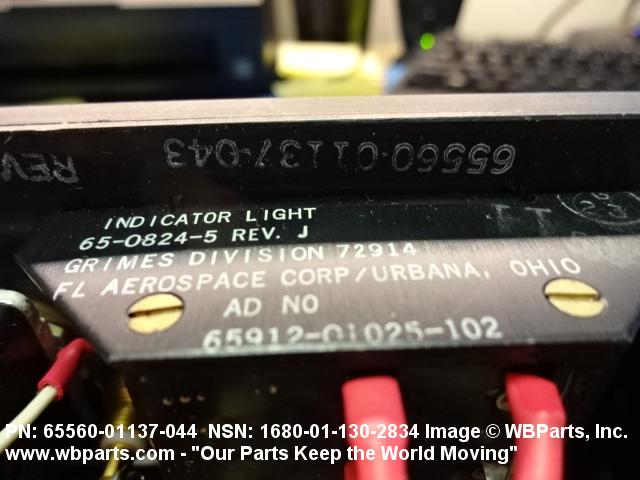 65560-01137-043
REV
INDICATOR LIGHT
65-0824-5 REV. J
GRIMES DIVISION 72914
FL AEROSPACE CORP/URBANA, OHIO
AD NO
65912-01025-102
PN: 65560-01137-044 NSN: 1680-01-130-2834 Image © WBParts, Inc.
www.wbparts.com - "Our Parts Keep the World Moving"